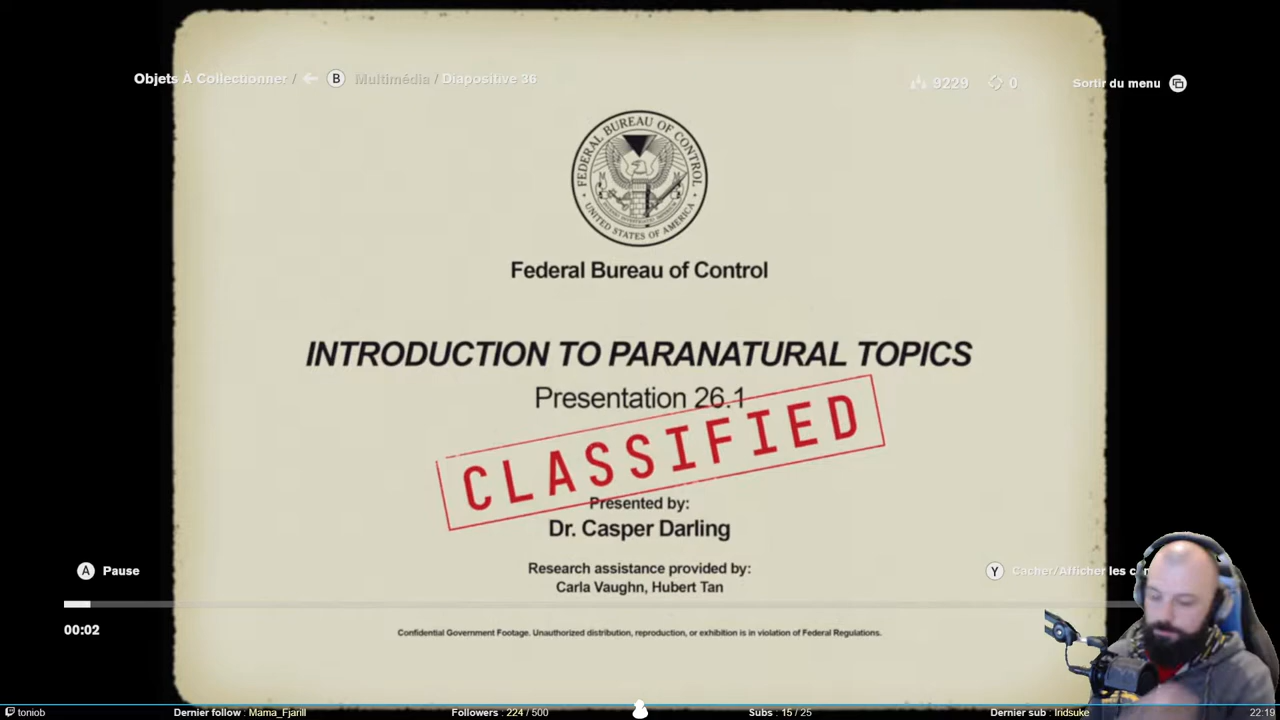 Objets À Collectionner / B Multimédia / Diapositive 36
9229 0
Sortir du menu
FEDERAL BUREAU OF CONTROL
UNITED STATES OF AMERICA
Federal Bureau of Control
INTRODUCTION TO PARANATURAL TOPICS
Presentation 26.1
CLASSIFIED
Presented by:
Dr. Casper Darling
A Pause
Research assistance provided by:
Y Cacher/Afficher les
Carla Vaughn, Hubert Tan
00:02
Confidential Government Footage. Unauthorized distribution, reproduction, or exhibition is in violation of Federal Regulations.
toniob
Dernier follow : Mama_Fjarill
Followers : 224 / 500
Subs : 15 / 25
Dernier sub : Iridsuke
22:19